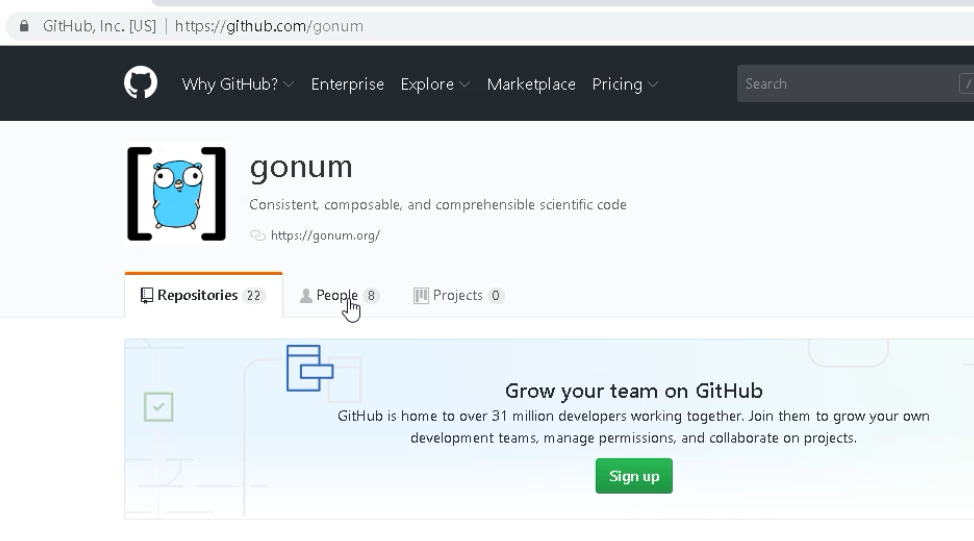 GitHub, Inc. [US] | https://github.com/gonum
Why GitHub? Enterprise Explore Marketplace Pricing Search /
gonum
Consistent, composable, and comprehensible scientific code
https://gonum.org/
Repositories 22 People 8 Projects 0
Grow your team on GitHub
GitHub is home to over 31 million developers working together. Join them to grow your own
development teams, manage permissions, and collaborate on projects.
Sign up